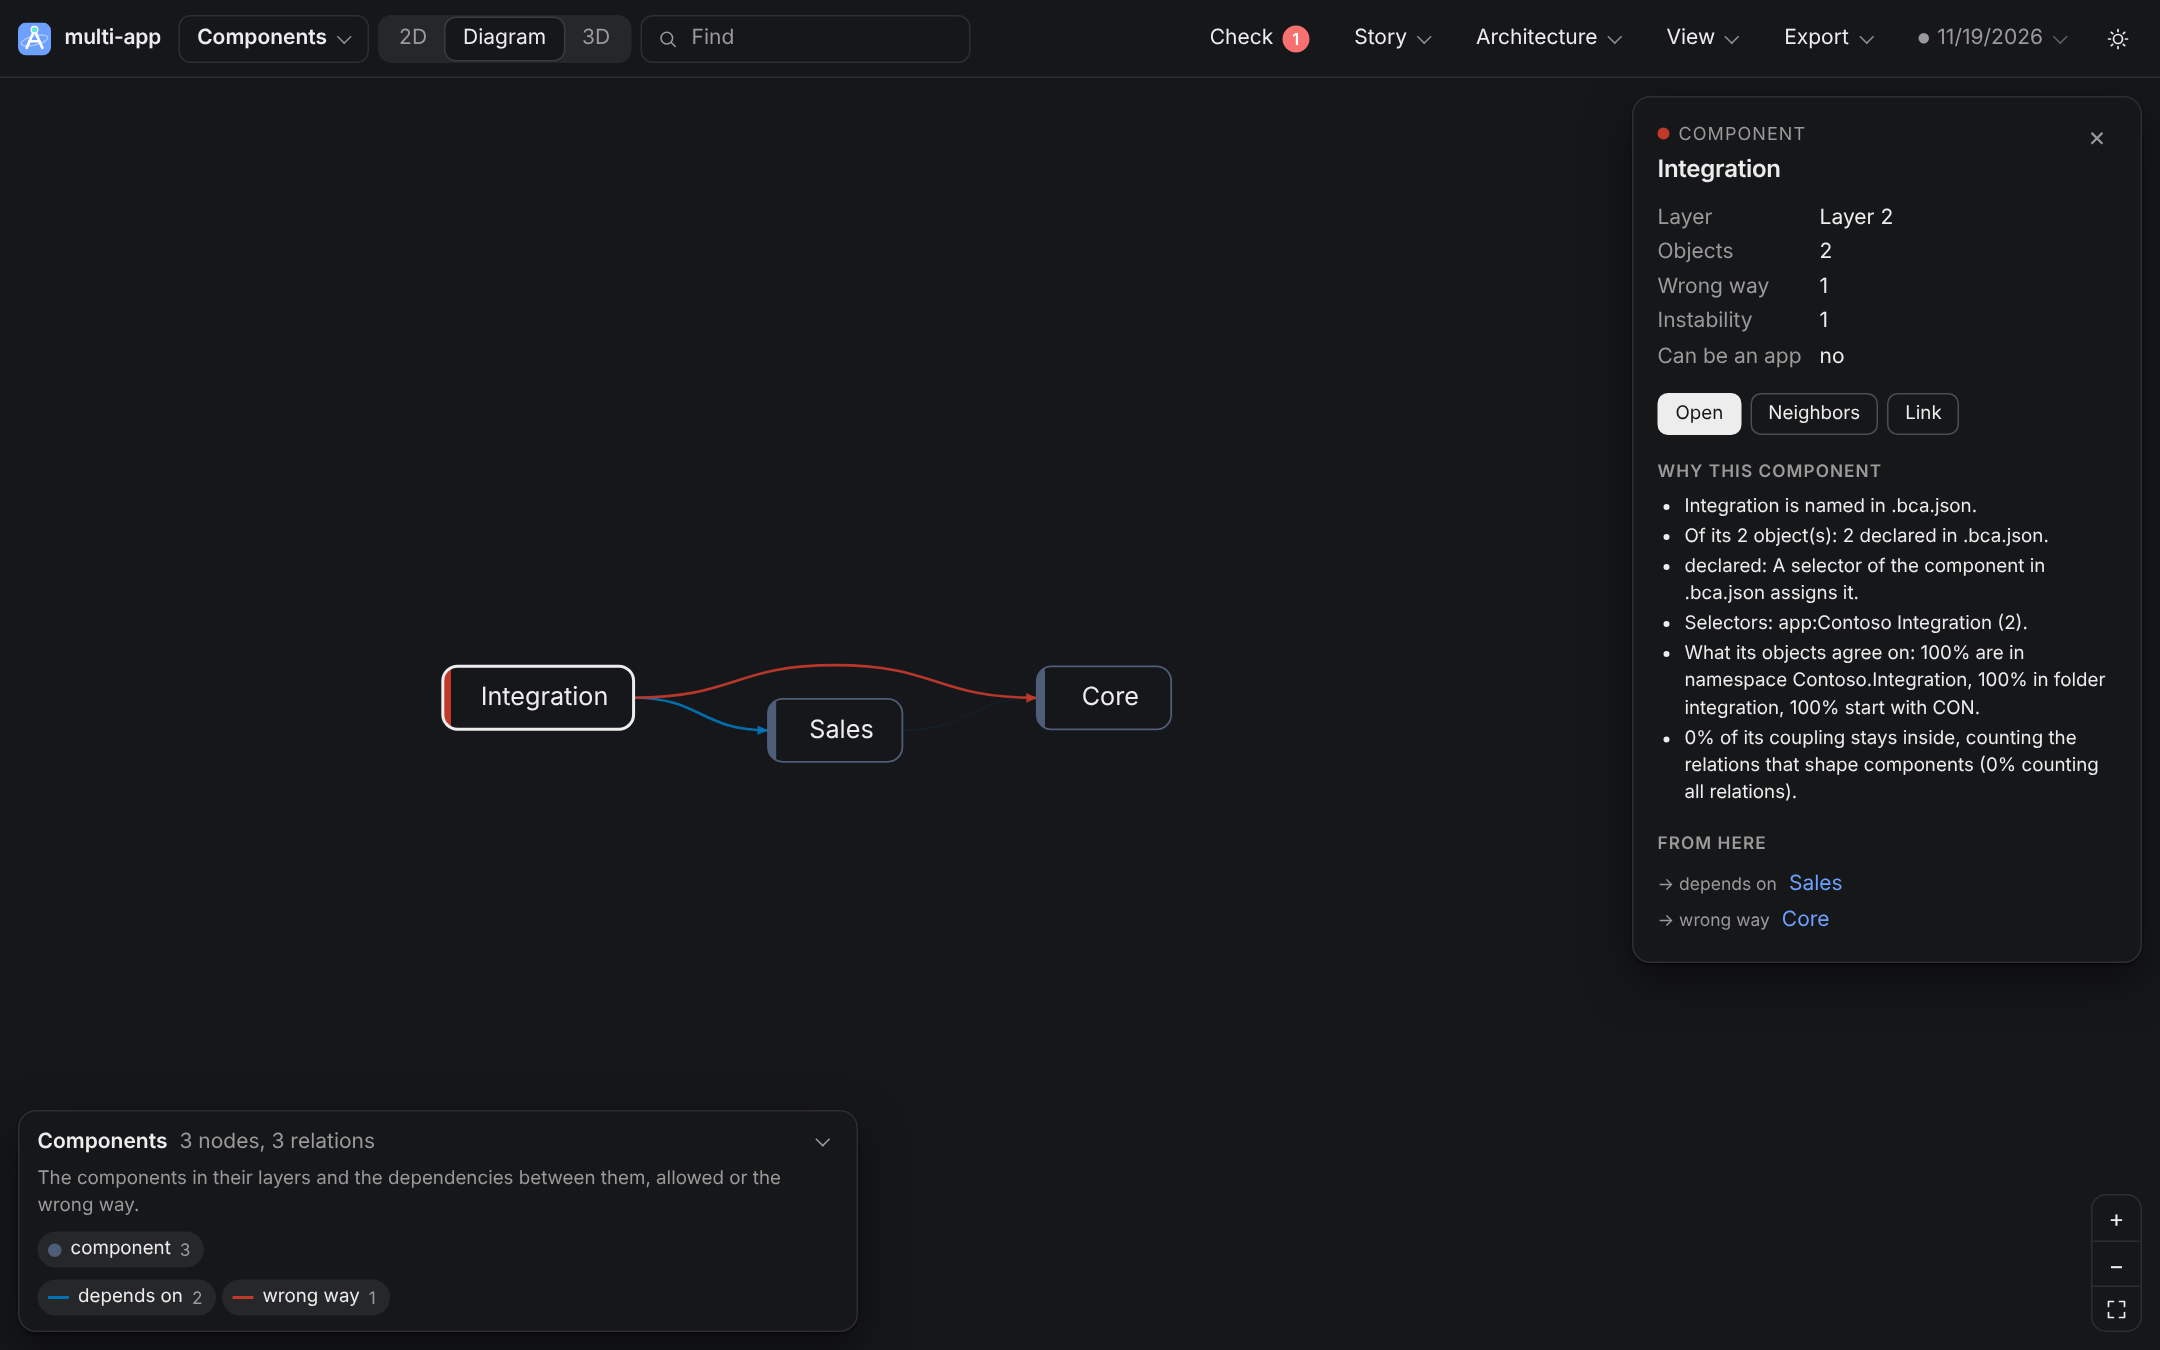 multi-app
Components
2D
Diagram
3D
Find
Check 1
Story
Architecture
View
Export
11/19/2026
COMPONENT
Integration
Layer Layer 2
Objects 2
Wrong way 1
Instability 1
Can be an app no
Open
Neighbors
Link
WHY THIS COMPONENT
• Integration is named in .bca.json.
• Of its 2 object(s): 2 declared in .bca.json.
• declared: A selector of the component in
.bca.json assigns it.
• Selectors: app:Contoso Integration (2).
• What its objects agree on: 100% are in
namespace Contoso.Integration, 100% in folder
integration, 100% start with CON.
• 0% of its coupling stays inside, counting the
relations that shape components (0% counting
all relations).
FROM HERE
→ depends on Sales
→ wrong way Core
Integration
Sales
Core
Components 3 nodes, 3 relations
The components in their layers and the dependencies between them, allowed or the
wrong way.
component 3
depends on 2
wrong way 1
+
−